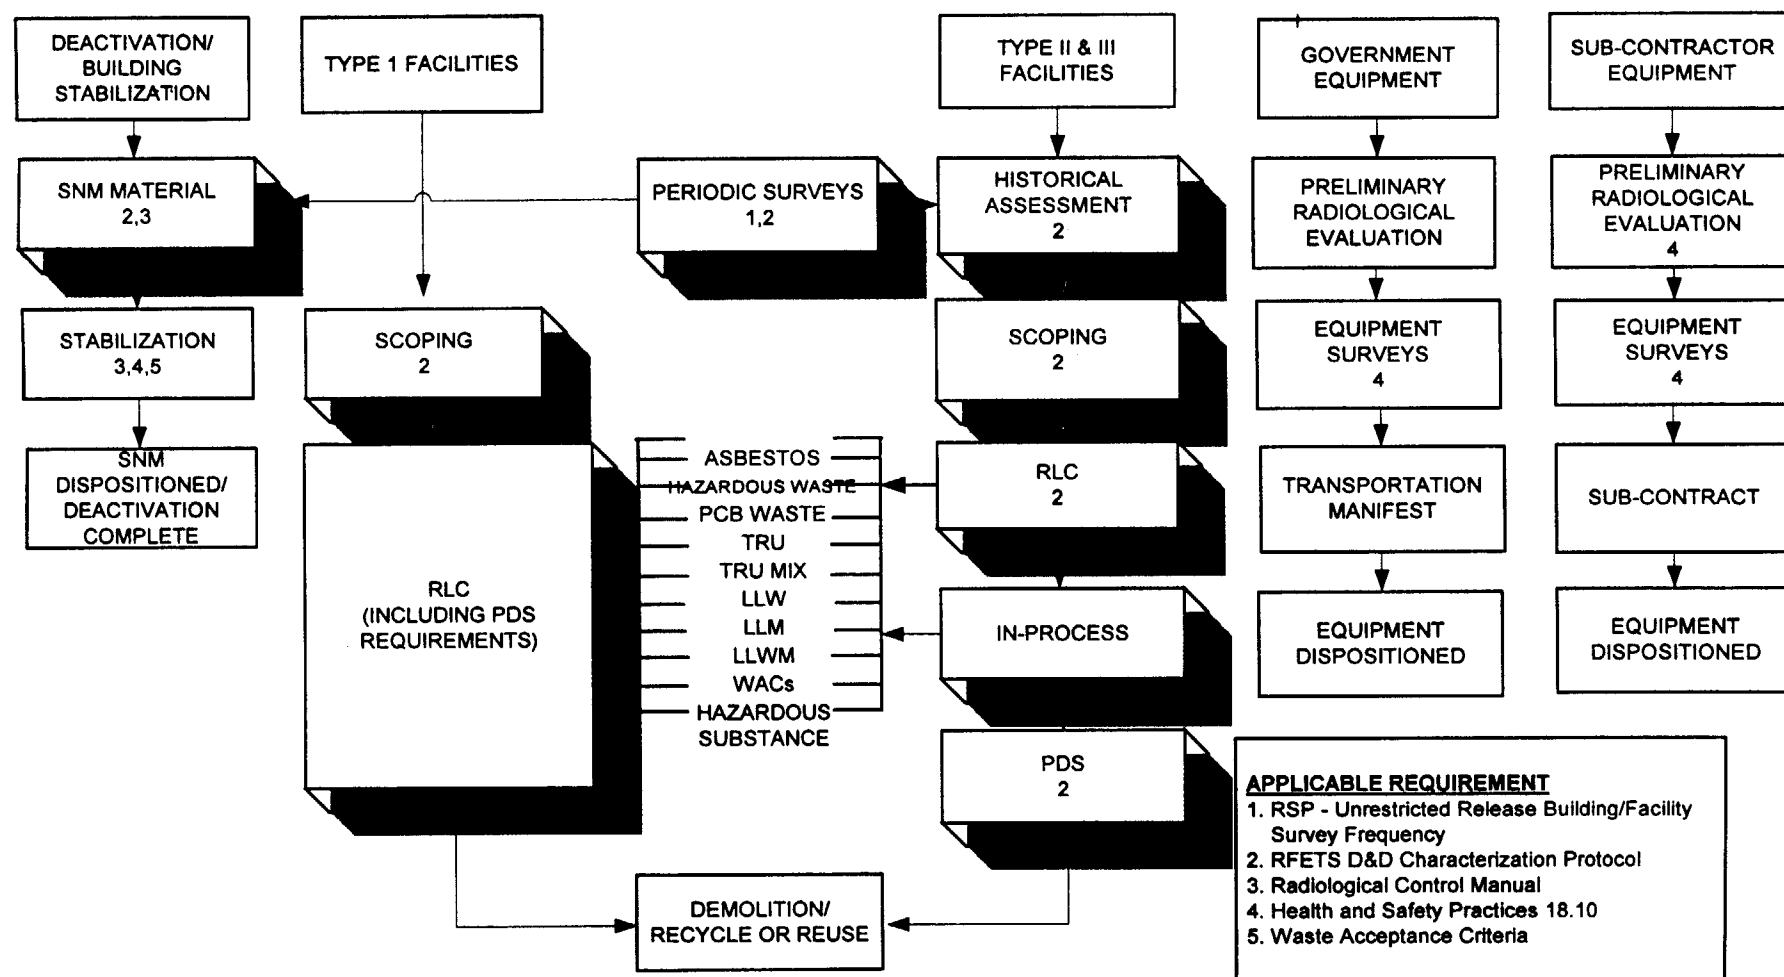 DEACTIVATION/
BUILDING
STABILIZATION
TYPE 1 FACILITIES
TYPE II & III
FACILITIES
GOVERNMENT
EQUIPMENT
SUB-CONTRACTOR
EQUIPMENT
SNM MATERIAL
2,3
PERIODIC SURVEYS
1,2
HISTORICAL
ASSESSMENT
2
PRELIMINARY
RADIOLOGICAL
EVALUATION
PRELIMINARY
RADIOLOGICAL
EVALUATION
4
STABILIZATION
3,4,5
SCOPING
2
SCOPING
2
EQUIPMENT
SURVEYS
4
EQUIPMENT
SURVEYS
4
SNM
DISPOSITIONED/
DEACTIVATION
COMPLETE
RLC
(INCLUDING PDS
REQUIREMENTS)
ASBESTOS
HAZARDOUS WASTE
PCB WASTE
TRU
TRU MIX
LLW
LLM
LLWM
WACs
HAZARDOUS
SUBSTANCE
RLC
2
TRANSPORTATION
MANIFEST
SUB-CONTRACT
IN-PROCESS
EQUIPMENT
DISPOSITIONED
EQUIPMENT
DISPOSITIONED
PDS
2
DEMOLITION/
RECYCLE OR REUSE
APPLICABLE REQUIREMENT
1. RSP - Unrestricted Release Building/Facility
Survey Frequency
2. RFETS D&D Characterization Protocol
3. Radiological Control Manual
4. Health and Safety Practices 18.10
5. Waste Acceptance Criteria